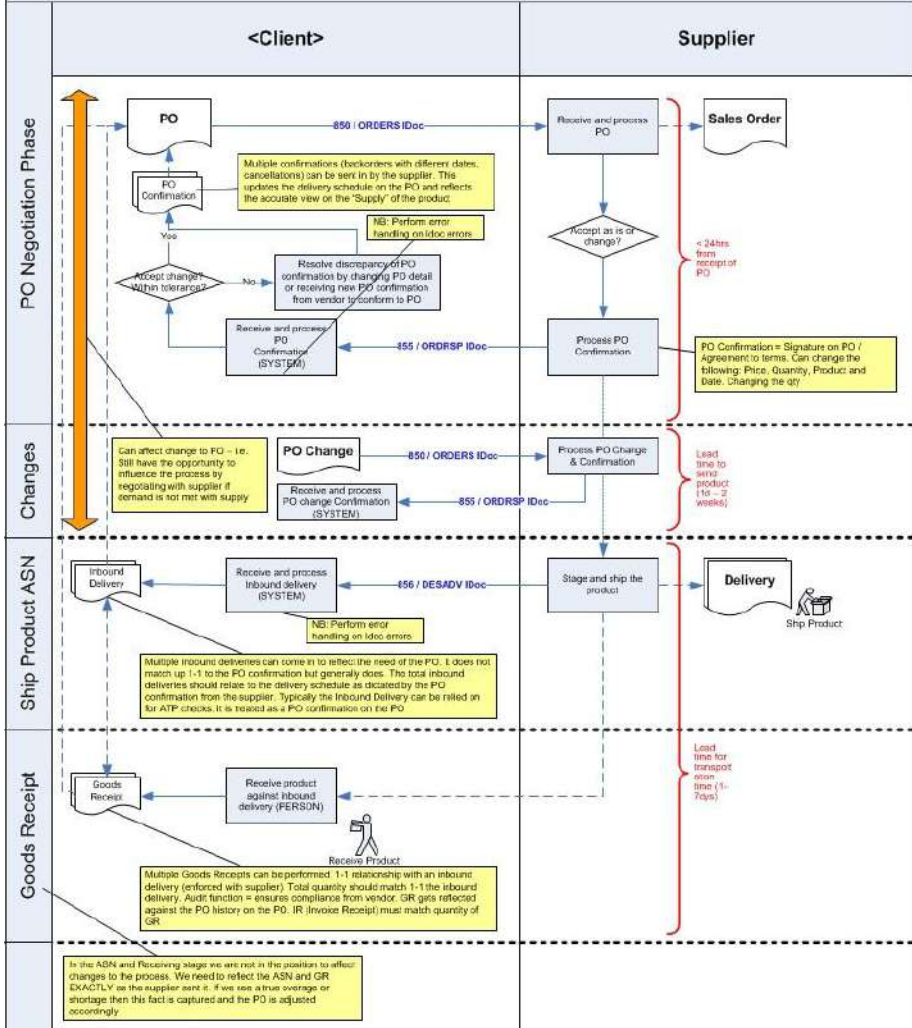 <Client>
Supplier
PO Negotiation Phase
PO
850 / ORDERS IDoc
Receive and process
PO
Sales Order
PO
Confirmation
Multiple confirmations (backorders with different dates,
cancellations) can be sent in by the supplier. This
updates the delivery schedule on the PO and reflects
the accurate view on the "Supply" of the product
NB: Perform error
handling on Idoc errors
Yes
Accept change?
Within tolerance?
No
Resolve discrepancy of PO
confirmation by changing PO detail
or receiving new PO confirmation
from vendor to conform to PO
Accept as is or
change?
< 24hrs
from
receipt of
PO
Receive and process
PO
Confirmation
(SYSTEM)
855 / ORDRSP IDoc
Process PO
Confirmation
PO Confirmation = Signature on PO /
Agreement to terms. Can change the
following: Price, Quantity, Product and
Date. Changing the qty
Changes
Can affect change to PO – i.e.
Still have the opportunity to
influence the process by
negotiating with supplier if
demand is not met with supply
PO Change
850 / ORDERS IDoc
Process PO Change
& Confirmation
Receive and process
PO change Confirmation
(SYSTEM)
855 / ORDRSP IDoc
Lead
time to
send
product
(1d – 2
weeks)
Ship Product ASN
Inbound
Delivery
Receive and process
Inbound delivery
(SYSTEM)
856 / DESADV IDoc
Stage and ship the
product
Delivery
Ship Product
NB: Perform error
handling on Idoc errors
Multiple Inbound deliveries can come in to reflect the need of the PO. It does not
match up 1-1 to the PO confirmation but generally does. The total inbound
deliveries should relate to the delivery schedule as dictated by the PO
confirmation from the supplier. Typically the Inbound Delivery can be relied on
for ATP checks. It is treated as a PO confirmation on the PO
Goods Receipt
Goods
Receipt
Receive product
against inbound
delivery (PERSON)
Receive Product
Lead
time for
transport
ation
time (1-
7dys)
Multiple Goods Receipts can be performed. 1-1 relationship with an inbound
delivery (enforced with supplier). Total quantity should match 1-1 the inbound
delivery. Audit function = ensures compliance from vendor. GR gets reflected
against the PO history on the PO. IR (Invoice Receipt) must match quantity of
GR
In the ASN and Receiving stage we are not in the position to affect
changes to the process. We need to reflect the ASN and GR
EXACTLY as the supplier sent it. If we see a true overage or
shortage then this fact is captured and the PO is adjusted
accordingly